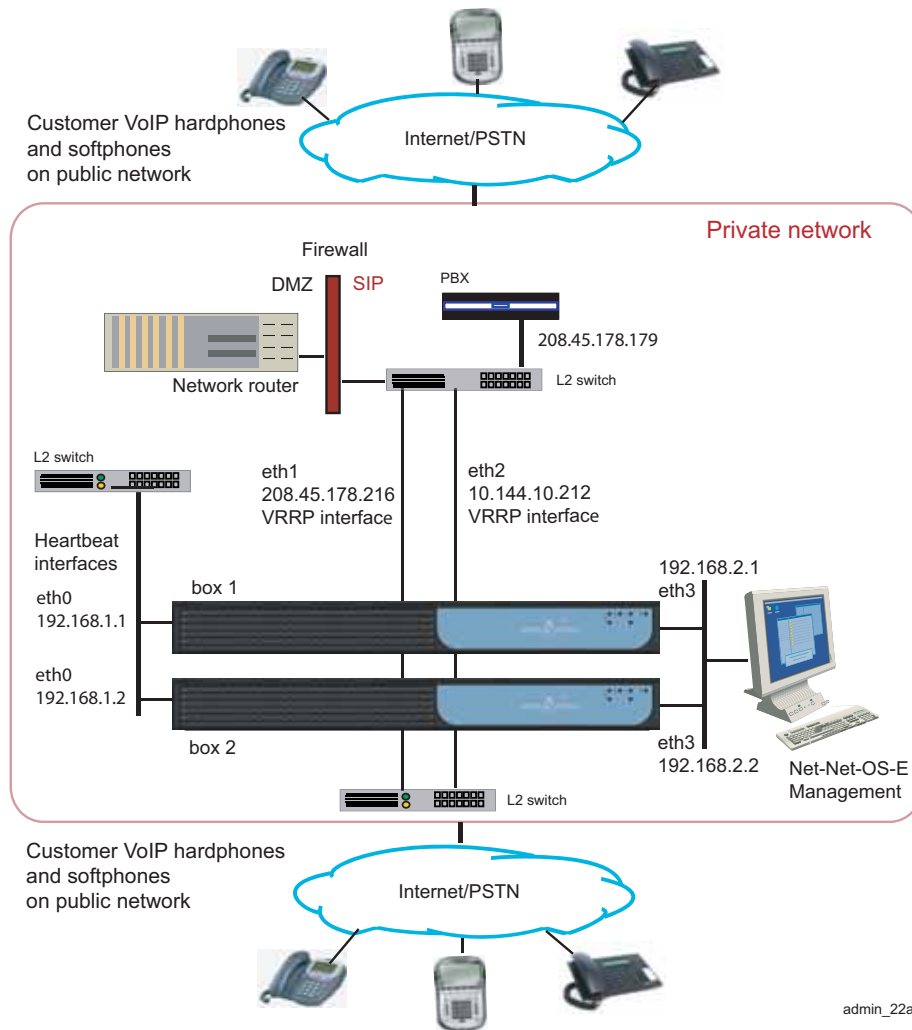 Customer VoIP hardphones
and softphones
on public network
Internet/PSTN
Private network
Firewall
DMZ
SIP
PBX
208.45.178.179
Network router
L2 switch
L2 switch
eth1
208.45.178.216
VRRP interface
eth2
10.144.10.212
VRRP interface
Heartbeat
interfaces
eth0
192.168.1.1
box 1
192.168.2.1
eth3
eth0
192.168.1.2
box 2
eth3
192.168.2.2
Net-Net-OS-E
Management
L2 switch
Customer VoIP hardphones
and softphones
on public network
Internet/PSTN
admin_22a